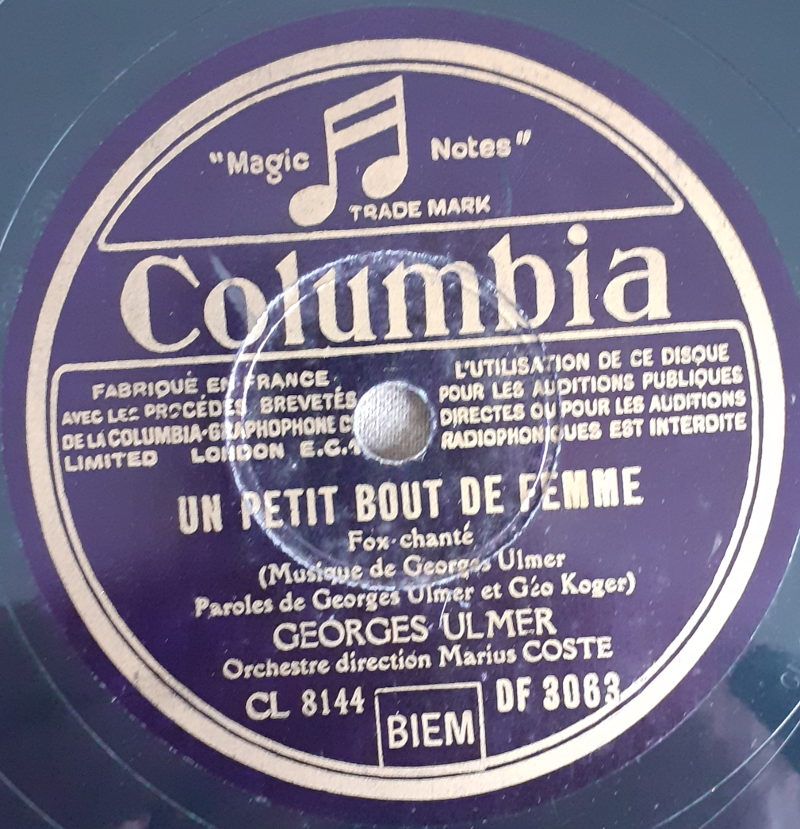 "Magic Notes"
TRADE MARK
Columbia
FABRIQUÉ EN FRANCE
AVEC LES PROCÉDÉS BREVETÉS
DE LA COLUMBIA-GRAPHOPHONE C
LIMITED LONDON E.C.1
L'UTILISATION DE CE DISQUE
POUR LES AUDITIONS PUBLIQUES
DIRECTES OU POUR LES AUDITIONS
RADIOPHONIQUES EST INTERDITE
UN PETIT BOUT DE FEMME
Fox-chanté
(Musique de Georges Ulmer
Paroles de Georges Ulmer et Géo Koger)
GEORGES ULMER
Orchestre direction Marius COSTE
CL 8144 BIEM DF 3063